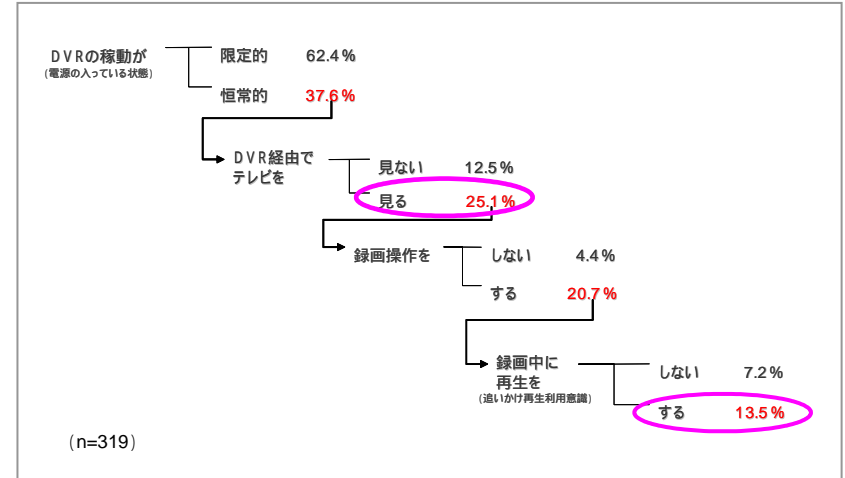 DVRの稼動が
(電源の入っている状態)
限定的 62.4%
恒常的 37.6%
DVR経由で
テレビを
見ない 12.5%
見る 25.1%
録画操作を
しない 4.4%
する 20.7%
録画中に
再生を
(追いかけ再生利用意識)
しない 7.2%
する 13.5%
(n=319)